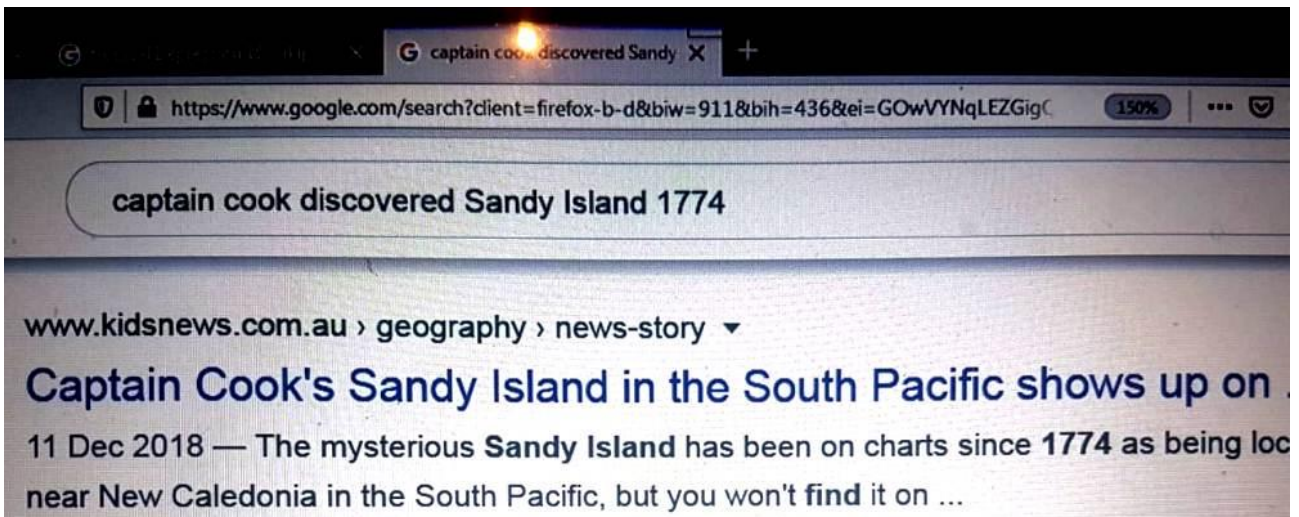 captain cook discovered Sandy
https://www.google.com/search?client=firefox-b-d&biw=911&bih=436&ei=GOwVYNqLEZGigC 150%
captain cook discovered Sandy Island 1774
www.kidsnews.com.au › geography › news-story
Captain Cook's Sandy Island in the South Pacific shows up on .
11 Dec 2018 — The mysterious Sandy Island has been on charts since 1774 as being loc
near New Caledonia in the South Pacific, but you won't find it on ...